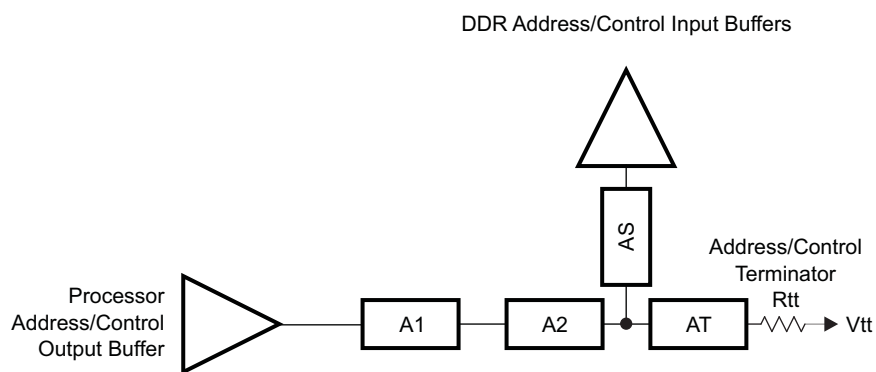 DDR Address/Control Input Buffers
AS
Address/Control
Terminator
Rtt
Processor
Address/Control
Output Buffer
A1
A2
AT
Vtt